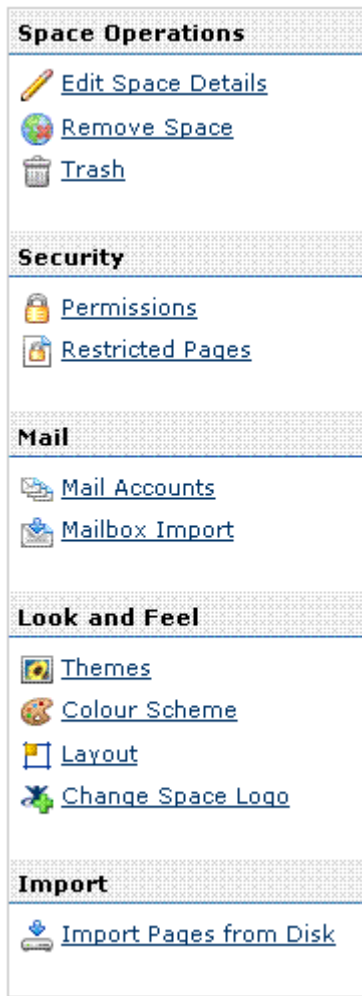 Space Operations
Edit Space Details
Remove Space
Trash
Security
Permissions
Restricted Pages
Mail
Mail Accounts
Mailbox Import
Look and Feel
Themes
Colour Scheme
Layout
Change Space Logo
Import
Import Pages from Disk